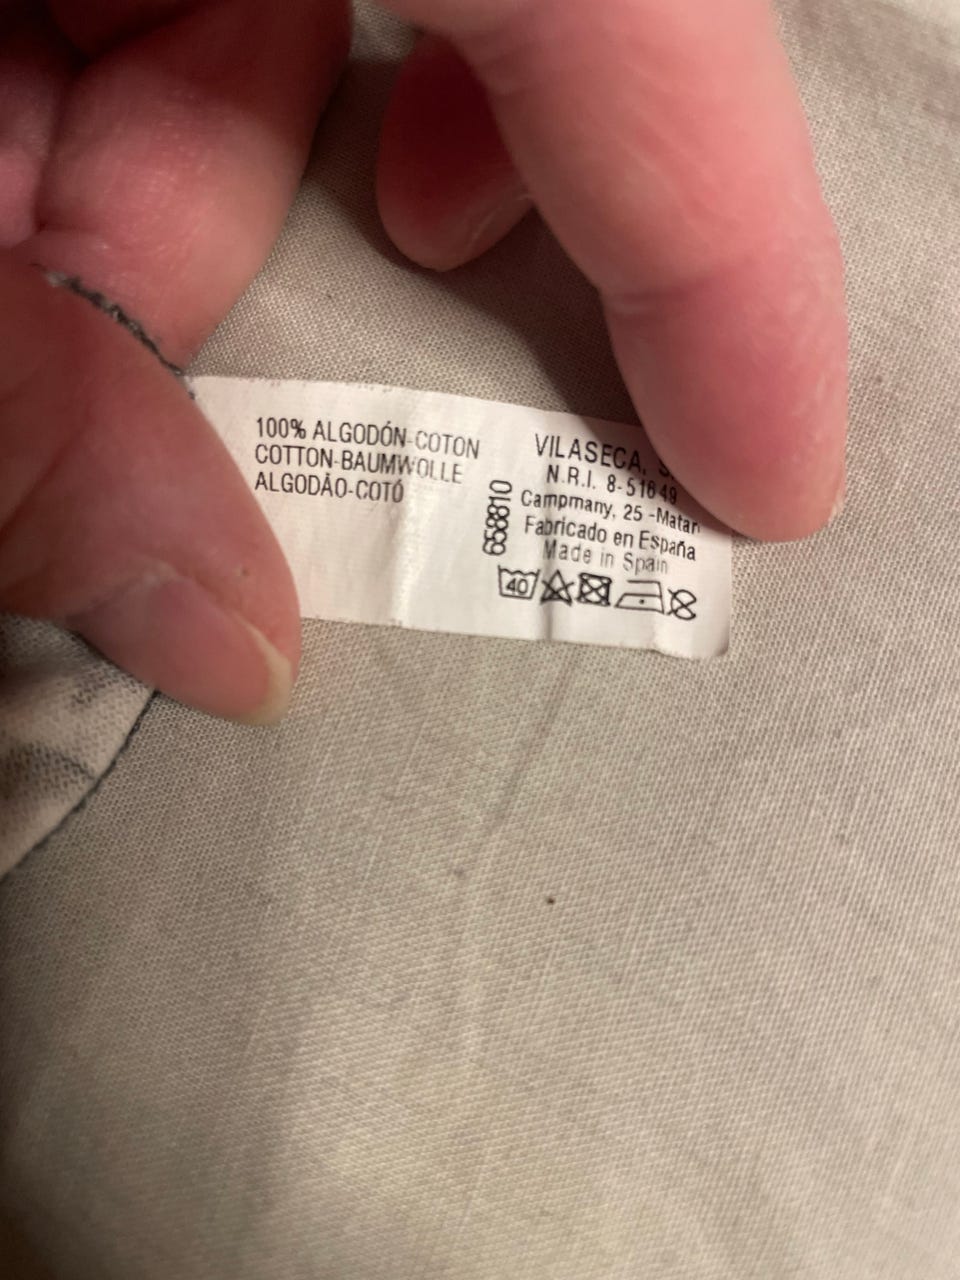 100% ALGODÓN-COTON
COTTON-BAUMWOLLE
ALGODÃO-COTÓ
658810
VILASECA,
N.R.I. 8-51649
Campmany, 25 -
Fabricado en España
Made in Spain
40